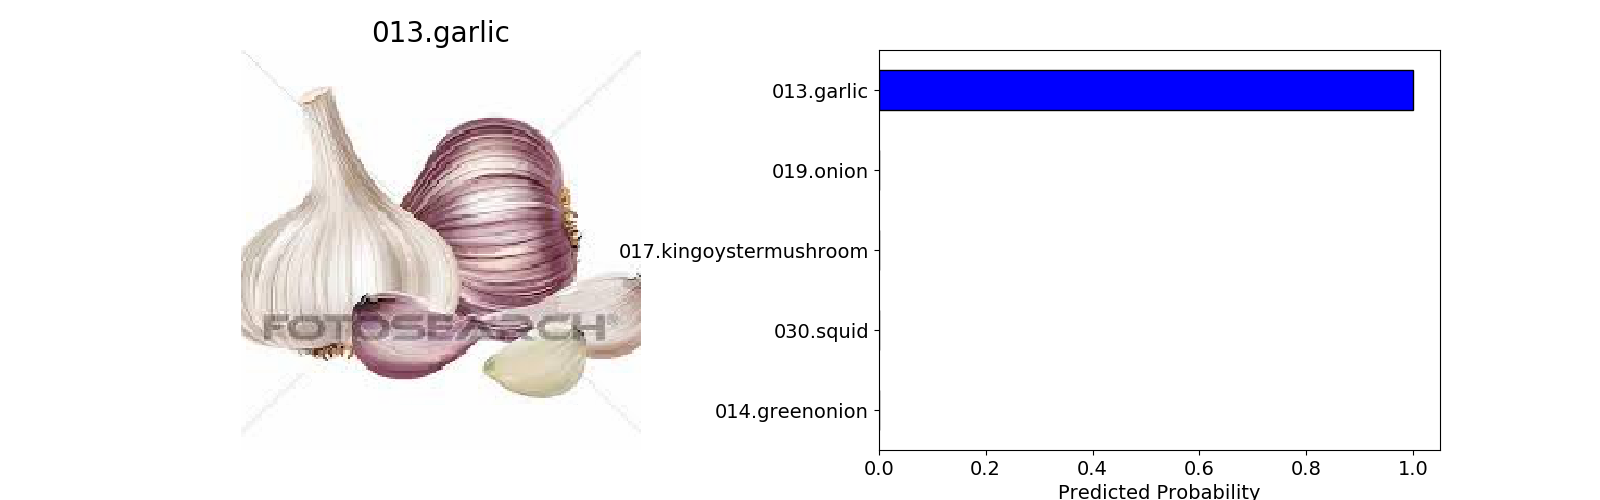 013.garlic
FOTOSEARCH®
013.garlic
019.onion
017.kingoystermushroom
030.squid
014.greenonion
0.0 0.2 0.4 0.6 0.8 1.0
Predicted Probability